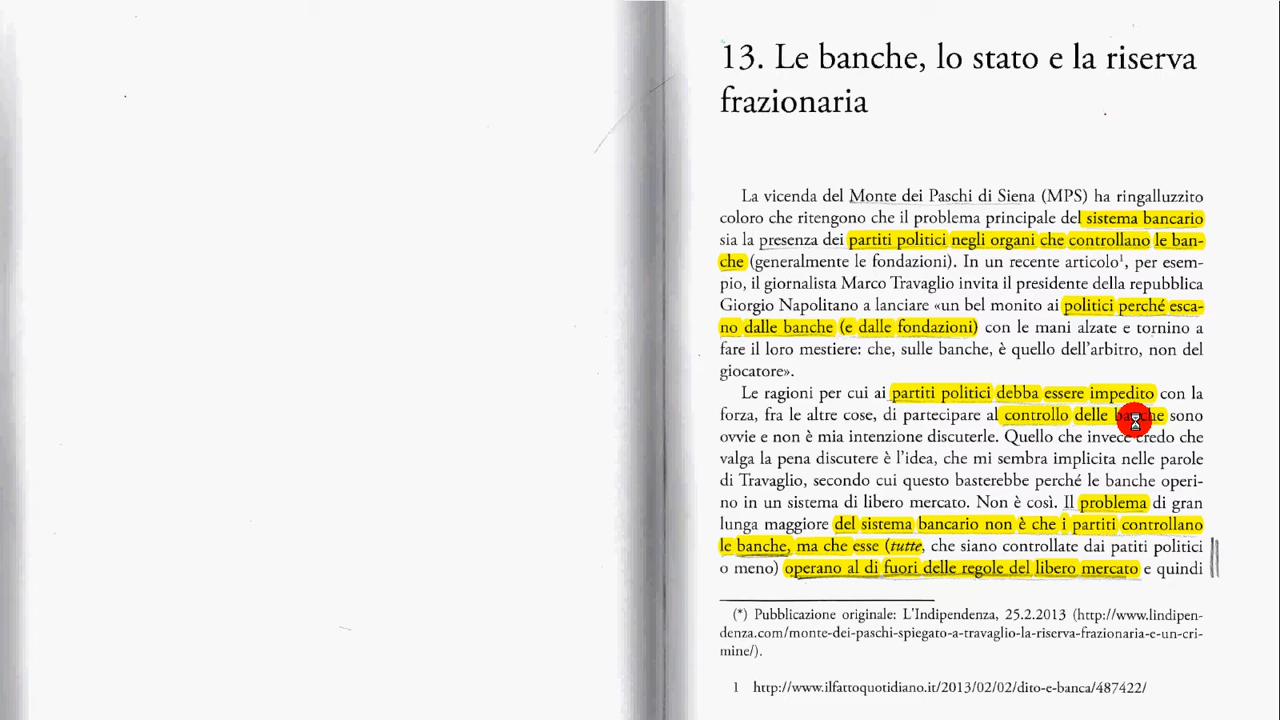 13. Le banche, lo stato e la riserva
frazionaria
La vicenda del Monte dei Paschi di Siena (MPS) ha ringalluzzito
coloro che ritengono che il problema principale del sistema bancario
sia la presenza dei partiti politici negli organi che controllano le ban-
che (generalmente le fondazioni). In un recente articolo¹, per esem-
pio, il giornalista Marco Travaglio invita il presidente della repubblica
Giorgio Napolitano a lanciare «un bel monito ai politici perché esca-
no dalle banche (e dalle fondazioni) con le mani alzate e tornino a
fare il loro mestiere: che, sulle banche, è quello dell'arbitro, non del
giocatore».
Le ragioni per cui ai partiti politici debba essere impedito con la
forza, fra le altre cose, di partecipare al controllo delle banche sono
ovvie e non è mia intenzione discuterle. Quello che invece credo che
valga la pena discutere è l'idea, che mi sembra implicita nelle parole
di Travaglio, secondo cui questo basterebbe perché le banche operi-
no in un sistema di libero mercato. Non è così. Il problema di gran
lunga maggiore del sistema bancario non è che i partiti controllano
le banche, ma che esse (tutte, che siano controllate dai patiti politici
o meno) operano al di fuori delle regole del libero mercato e quindi
(*) Pubblicazione originale: L'Indipendenza, 25.2.2013 (http://www.lindipen-
denza.com/monte-dei-paschi-spiegato-a-travaglio-la-riserva-frazionaria-e-un-cri-
mine/).
1 http://www.ilfattoquotidiano.it/2013/02/02/dito-e-banca/487422/